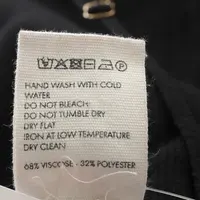 HAND WASH WITH COLD
WATER
DO NOT BLEACH:
DO NOT TUMBLE DRY
DRY FLAT
IRON AT LOW TEMPERATURE
DRY CLEAN
68% VISCOSE - 32% POLYESTER